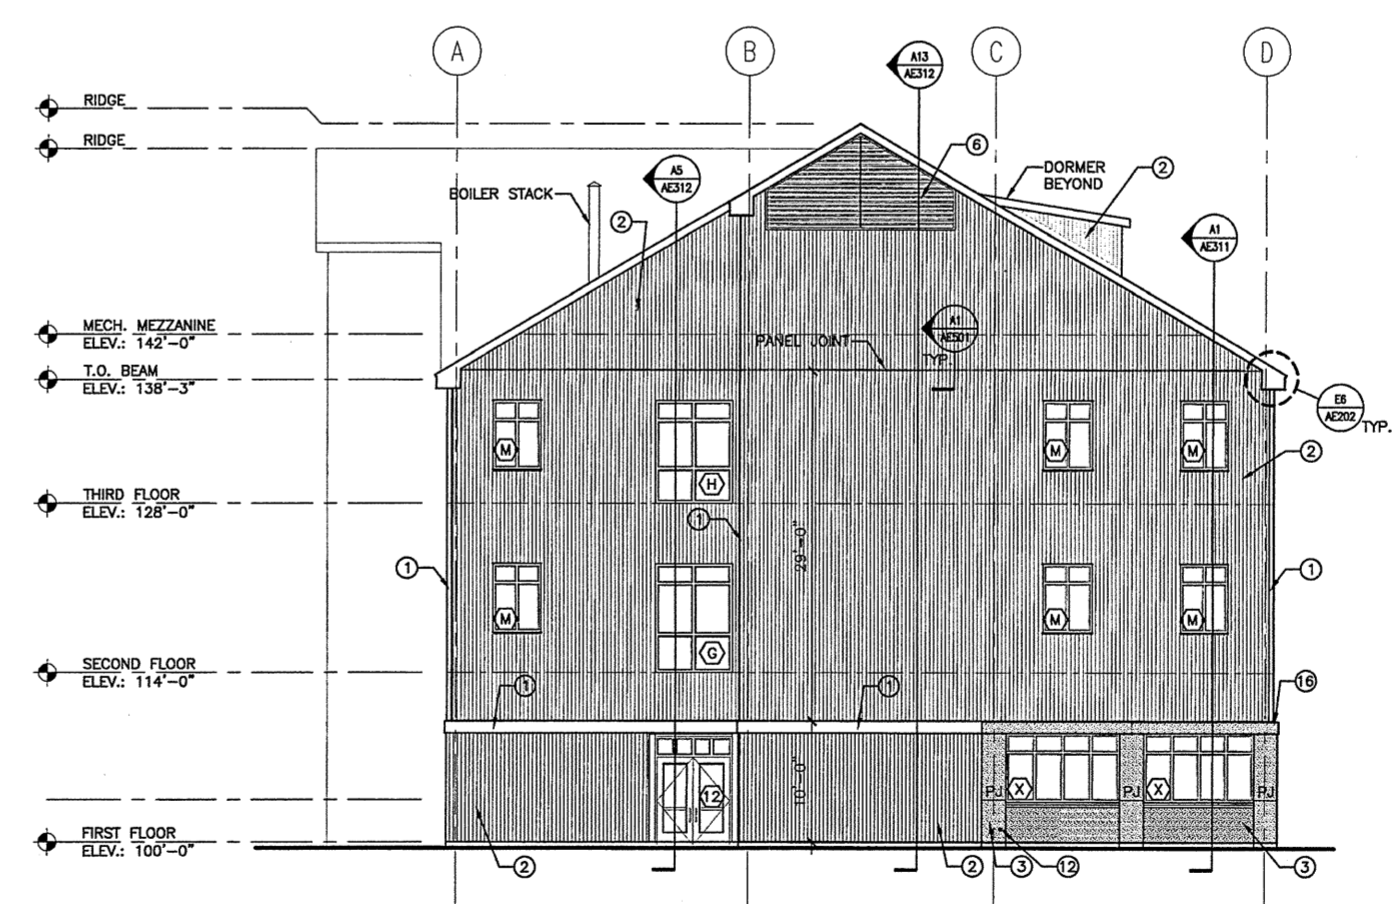 A
B
C
D
A13
AE312
RIDGE
RIDGE
6
DORMER
BEYOND
2
A5
AE312
BOILER STACK
2
A1
AE311
MECH. MEZZANINE
ELEV.: 142'-0"
A1
AE501
PANEL JOINT
TYP.
T.O. BEAM
ELEV.: 138'-3"
E6
AE202
TYP.
M
M
M
2
H
THIRD FLOOR
ELEV.: 128'-0"
1
29'-0"
1
1
M
M
M
G
SECOND FLOOR
ELEV.: 114'-0"
1
1
16
12
10'-0"
PJ
X
PJ
X
PJ
FIRST FLOOR
ELEV.: 100'-0"
2
2
3
12
3